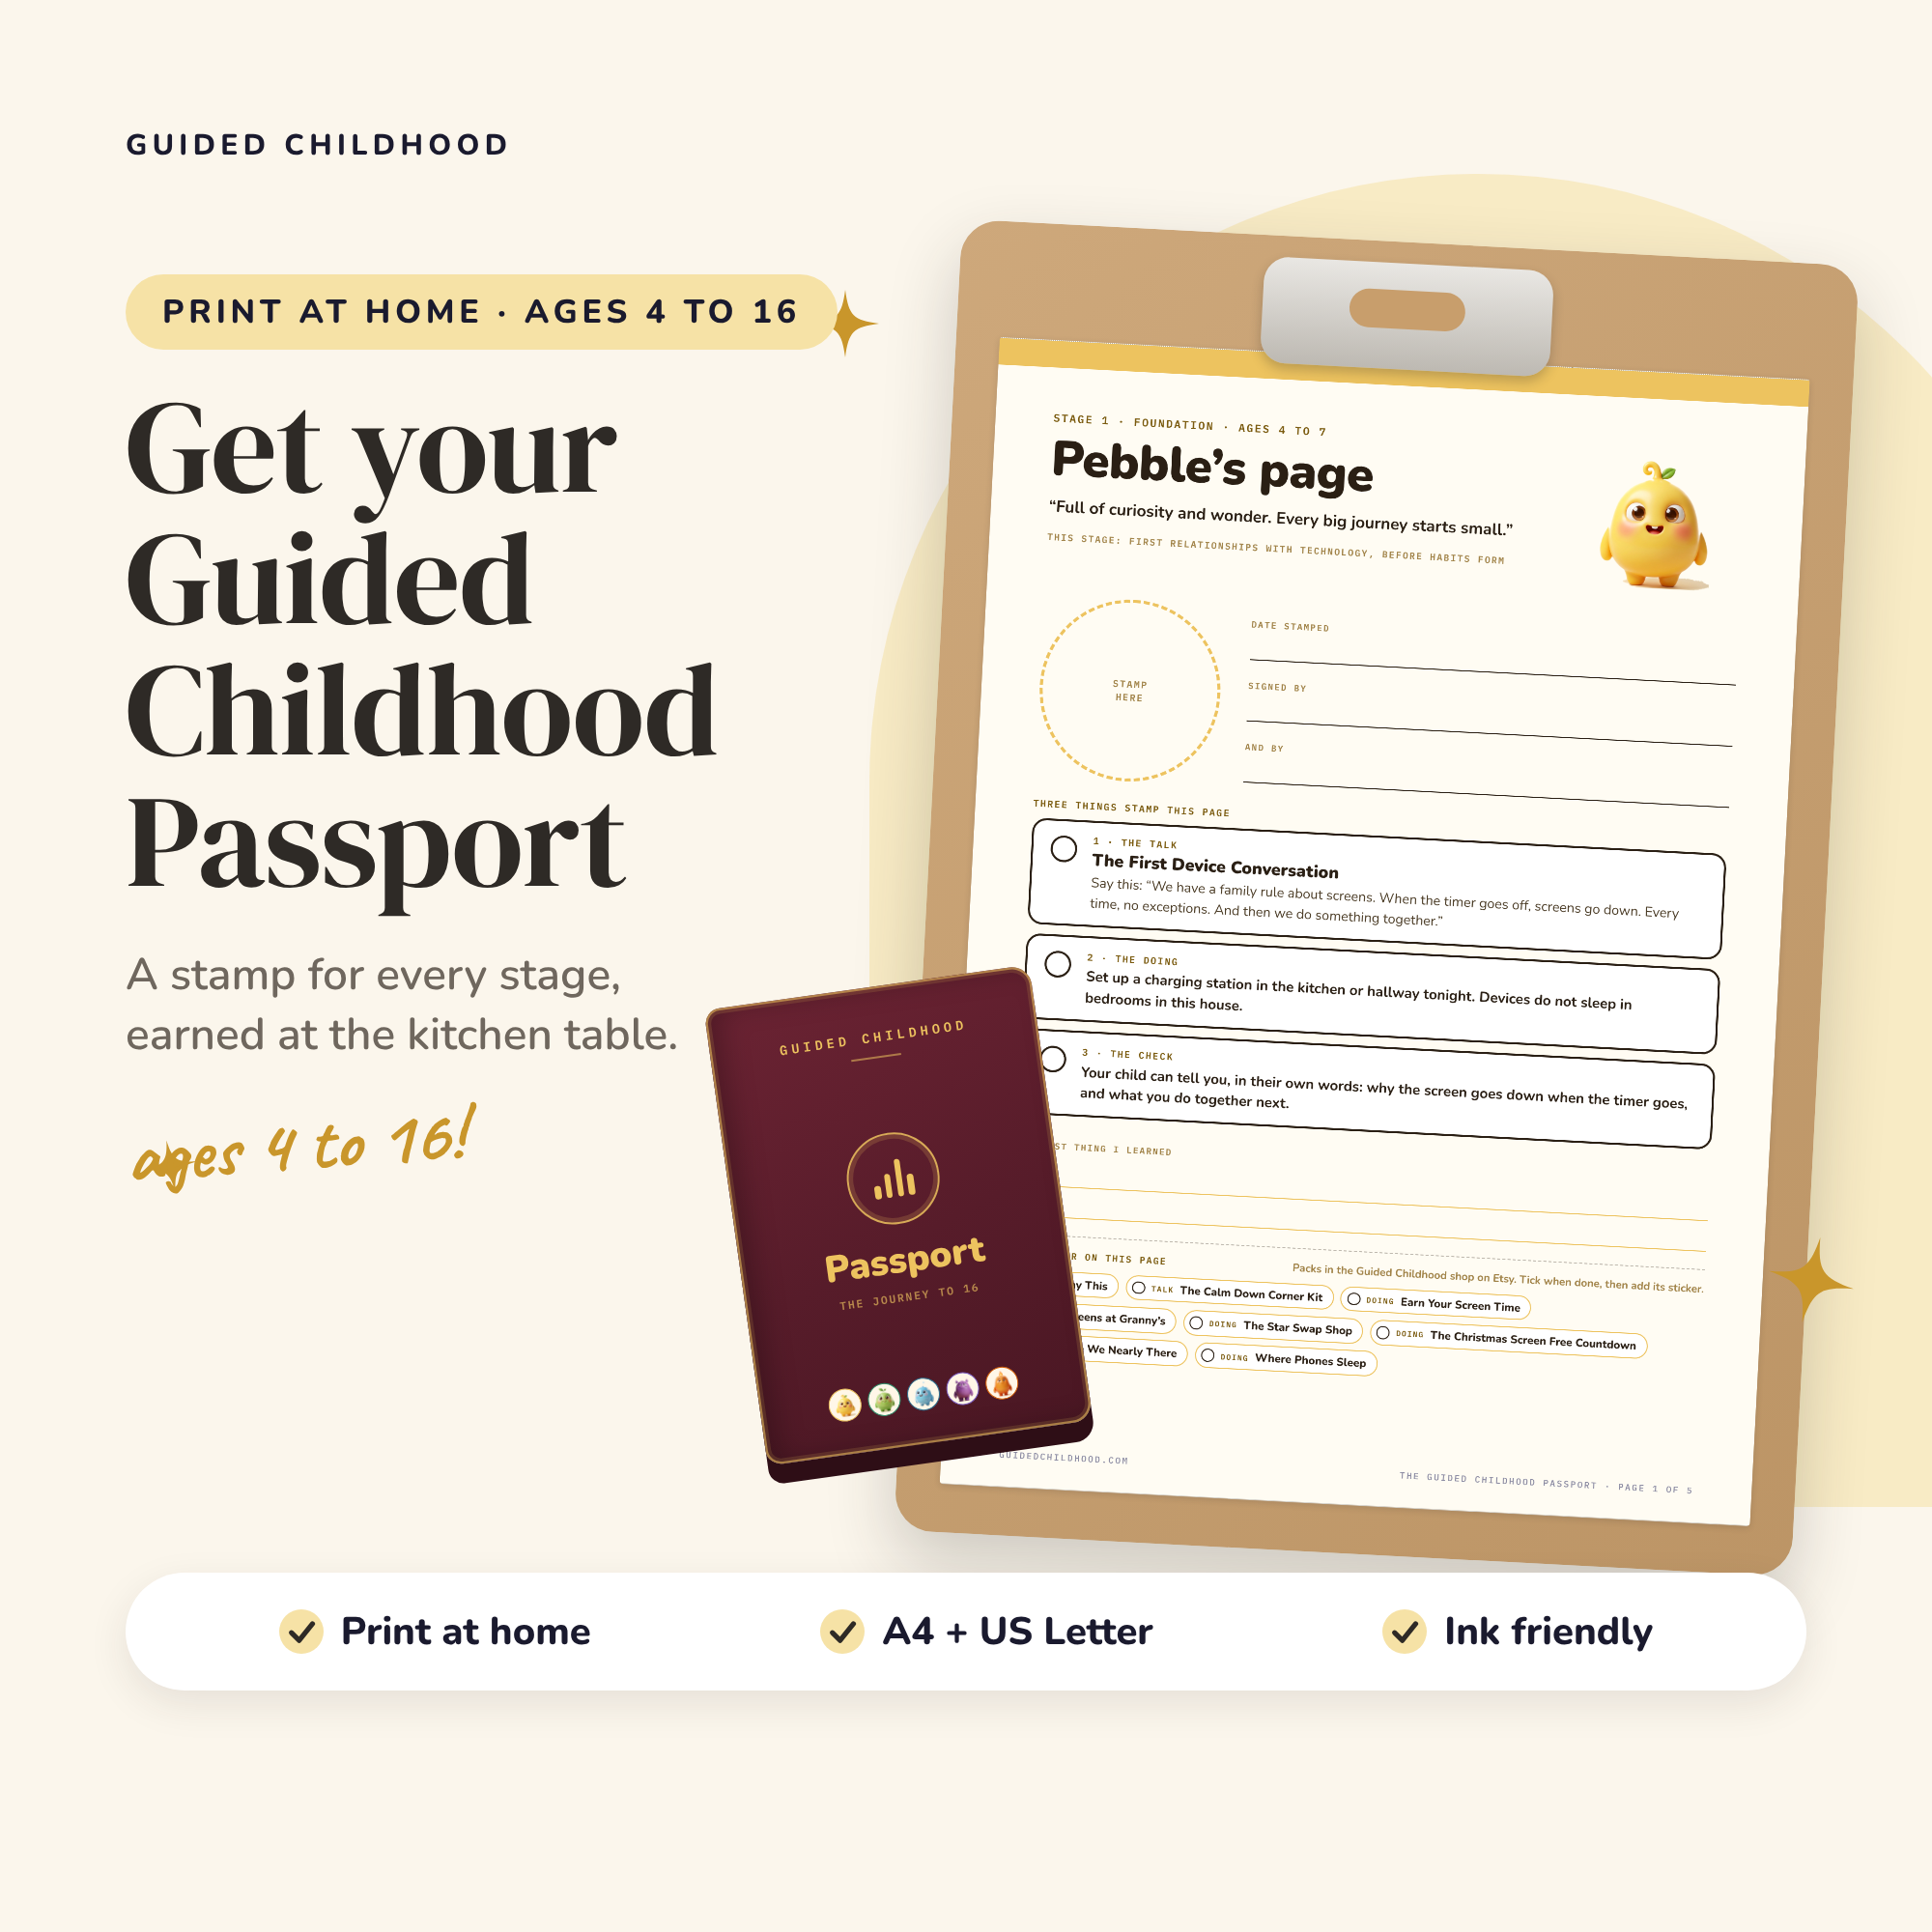 GUIDED CHILDHOOD
PRINT AT HOME · AGES 4 TO 16
Get your
Guided
Childhood
Passport
A stamp for every stage,
earned at the kitchen table.
ages 4 to 16!
STAGE 1 · FOUNDATION · AGES 4 TO 7
Pebble’s page
“Full of curiosity and wonder. Every big journey starts small.”
THIS STAGE: FIRST RELATIONSHIPS WITH TECHNOLOGY, BEFORE HABITS FORM
STAMP
HERE
DATE STAMPED
SIGNED BY
AND BY
THREE THINGS STAMP THIS PAGE
1 · THE TALK
The First Device Conversation
Say this: “We have a family rule about screens. When the timer goes off, screens go down. Every
time, no exceptions. And then we do something together.”
2 · THE DOING
Set up a charging station in the kitchen or hallway tonight. Devices do not sleep in
bedrooms in this house.
3 · THE CHECK
Your child can tell you, in their own words: why the screen goes down when the timer goes,
and what you do together next.
THING I LEARNED
ON THIS PAGE
Packs in the Guided Childhood shop on Etsy. Tick when done, then add its sticker.
This
TALK The Calm Down Corner Kit
DOING Earn Your Screen Time
at Granny's
DOING The Star Swap Shop
DOING The Christmas Screen Free Countdown
We Nearly There
DOING Where Phones Sleep
GUIDEDCHILDHOOD.COM
THE GUIDED CHILDHOOD PASSPORT · PAGE 1 OF 5
GUIDED CHILDHOOD
Passport
THE JOURNEY TO 16
Print at home
A4 + US Letter
Ink friendly